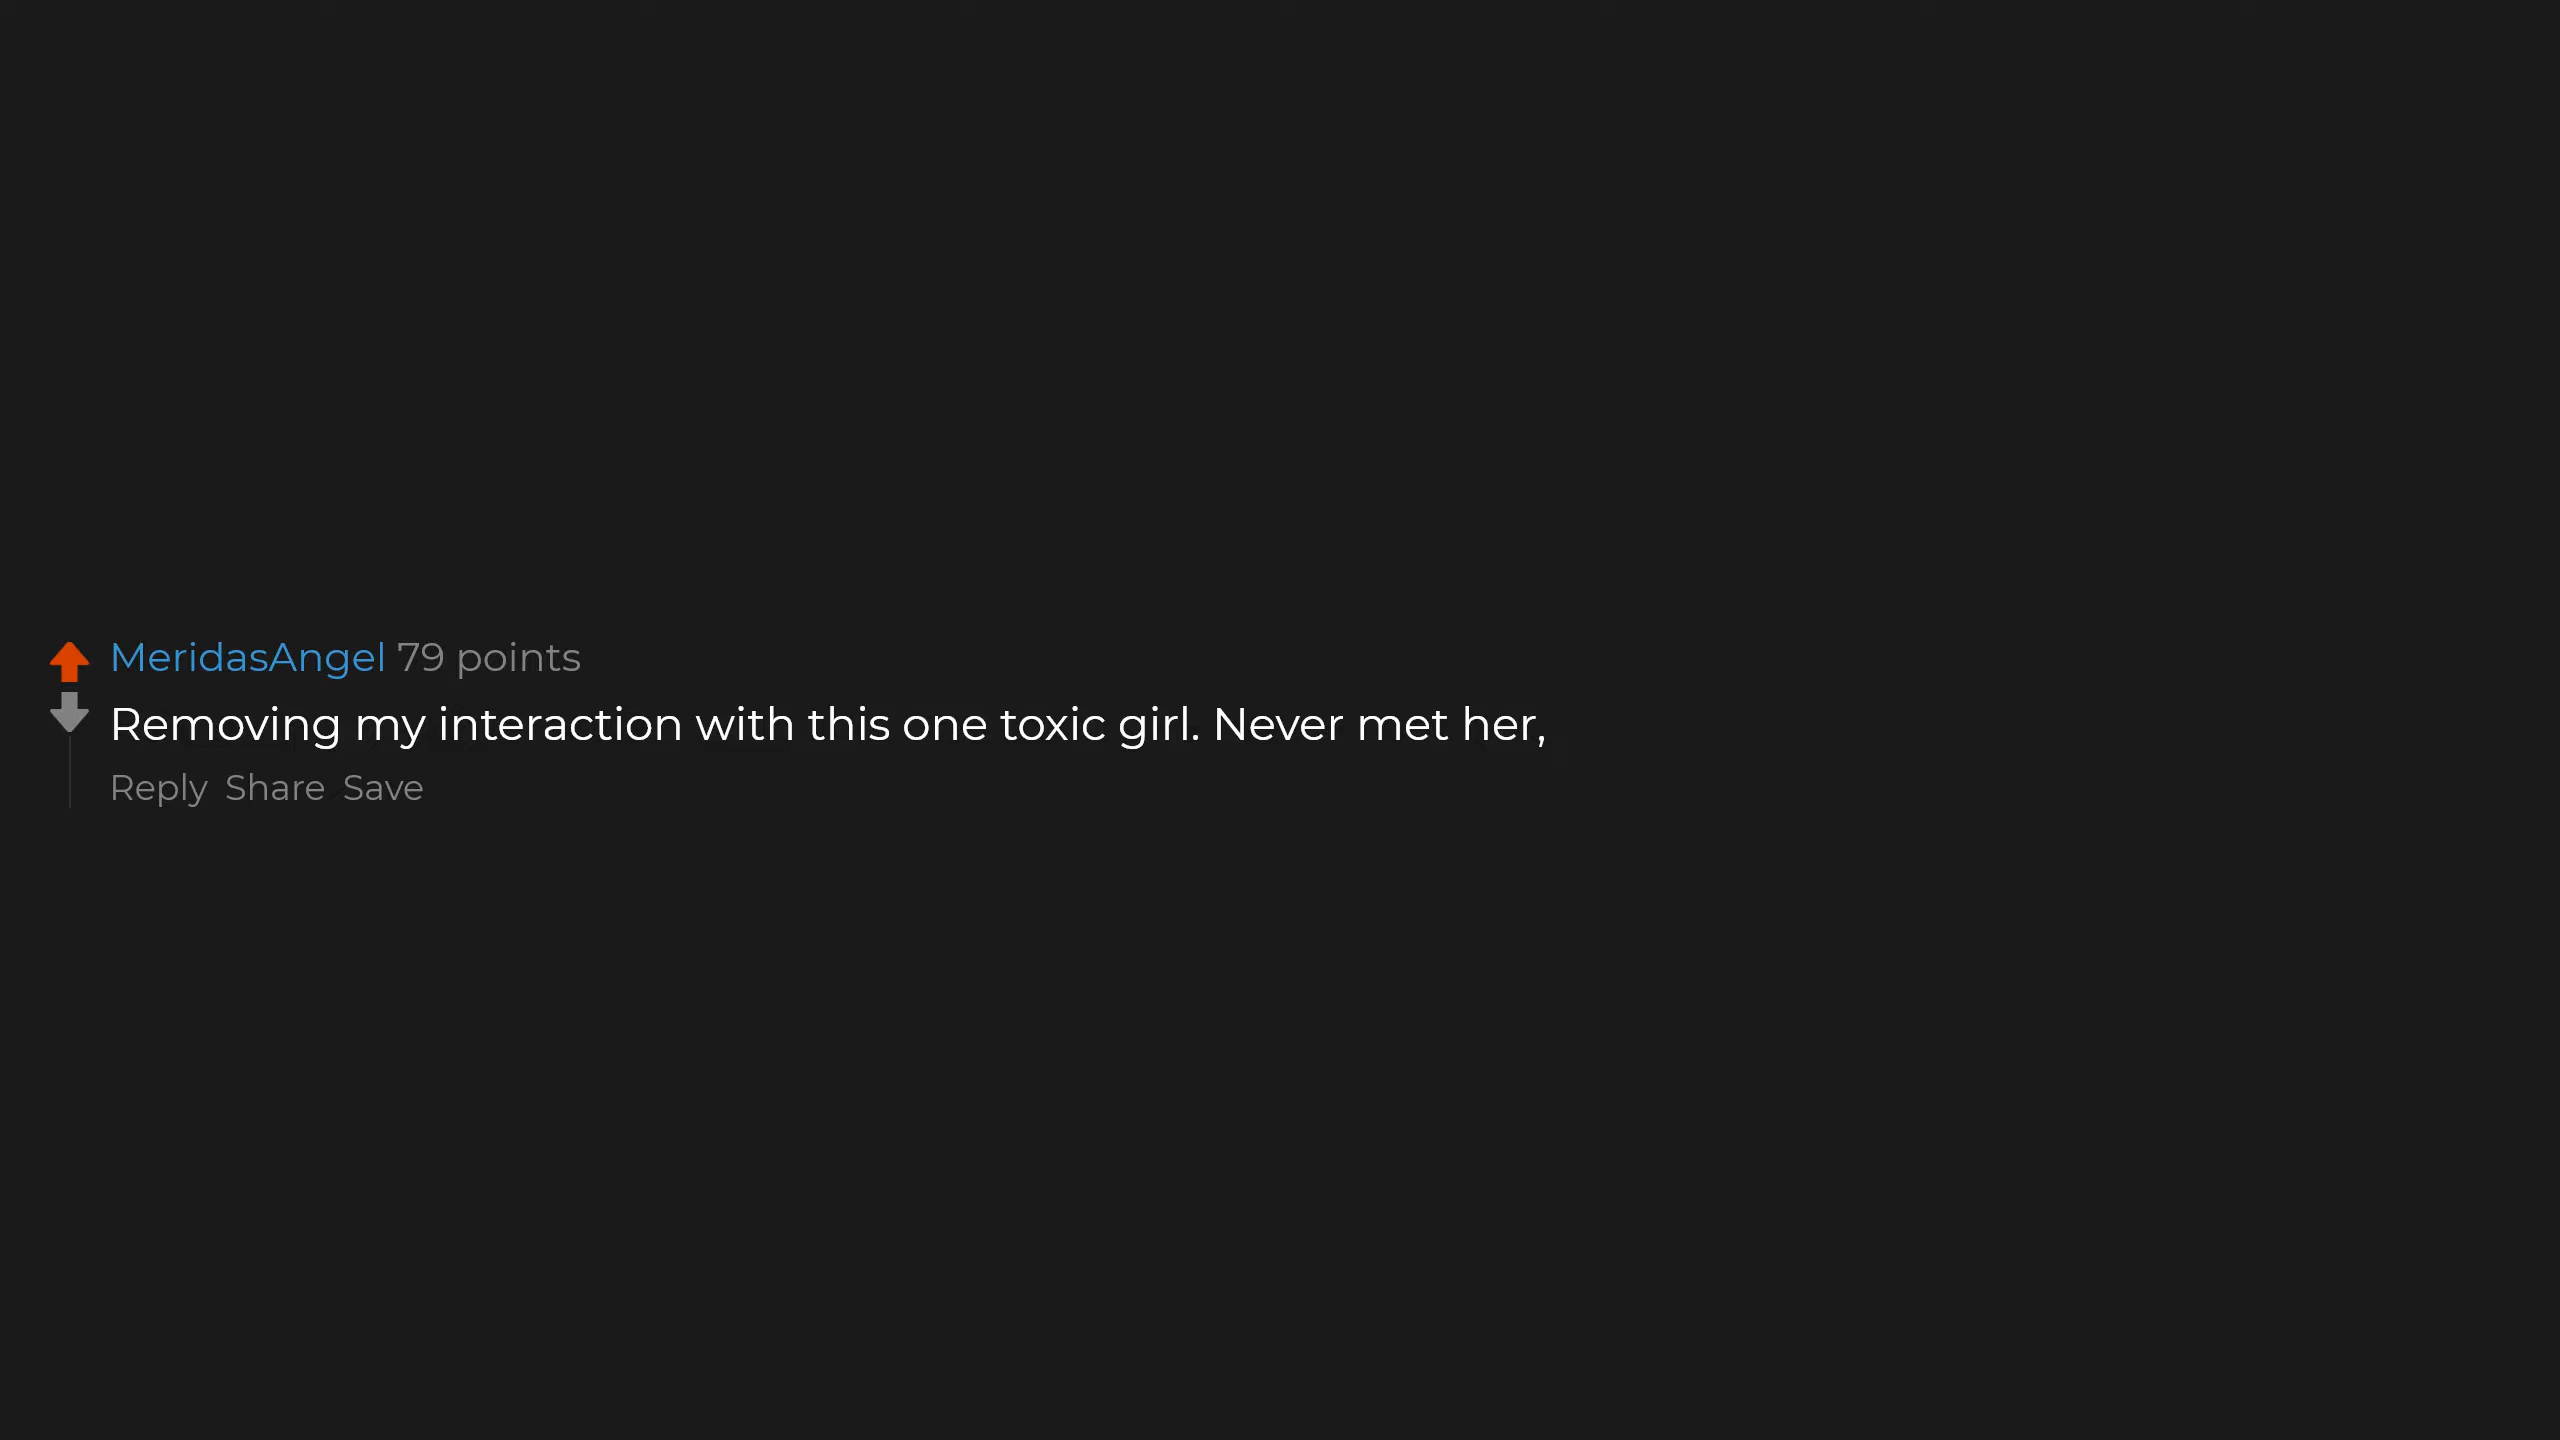 MeridasAngel 79 points
Removing my interaction with this one toxic girl. Never met her,
Reply Share Save